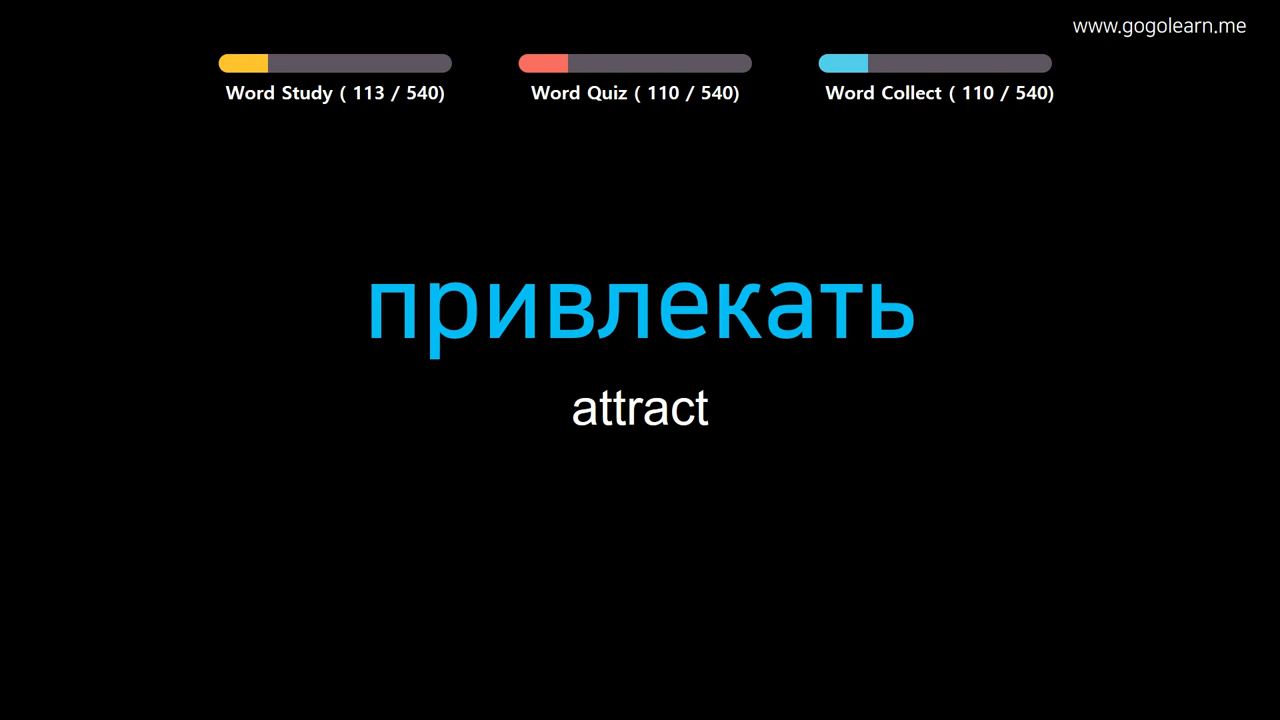 www.gogolearn.me
Word Study ( 113 / 540)
Word Quiz ( 110 / 540)
Word Collect ( 110 / 540)
привлекать
attract